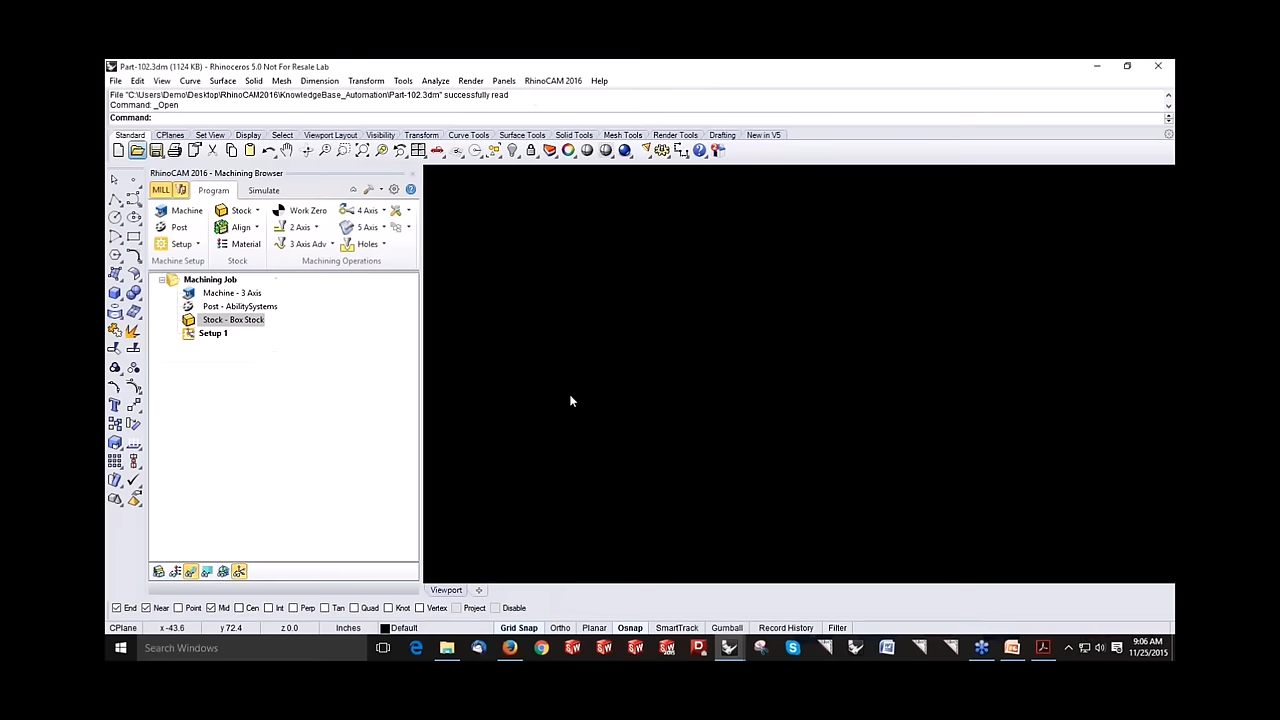 Part-102.3dm (1124 KB) - Rhinoceros 5.0 Not For Resale Lab
File Edit View Curve Surface Solid Mesh Dimension Transform Tools Analyze Render Panels RhinoCAM 2016 Help
File "C:\Users\Demo\Desktop\RhinoCAM2016\KnowledgeBase_Automation\Part-102.3dm" successfully read
Command: _Open
Command:
Standard CPlanes Set View Display Select Viewport Layout Visibility Transform Curve Tools Surface Tools Solid Tools Mesh Tools Render Tools Drafting New in V5
RhinoCAM 2016 - Machining Browser
MILL Program Simulate
Machine Stock Work Zero 4 Axis
Post Align 2 Axis 5 Axis
Setup Material 3 Axis Adv Holes
Machine Setup Stock Machining Operations
Machining Job
Machine - 3 Axis
Post - AbilitySystems
Stock - Box Stock
Setup 1
Viewport
End Near Point Mid Cen Int Perp Tan Quad Knot Vertex Project Disable
CPlane x -43.6 y 72.4 z 0.0 Inches Default Grid Snap Ortho Planar Osnap SmartTrack Gumball Record History Filter
Search Windows
9:06 AM
11/25/2015